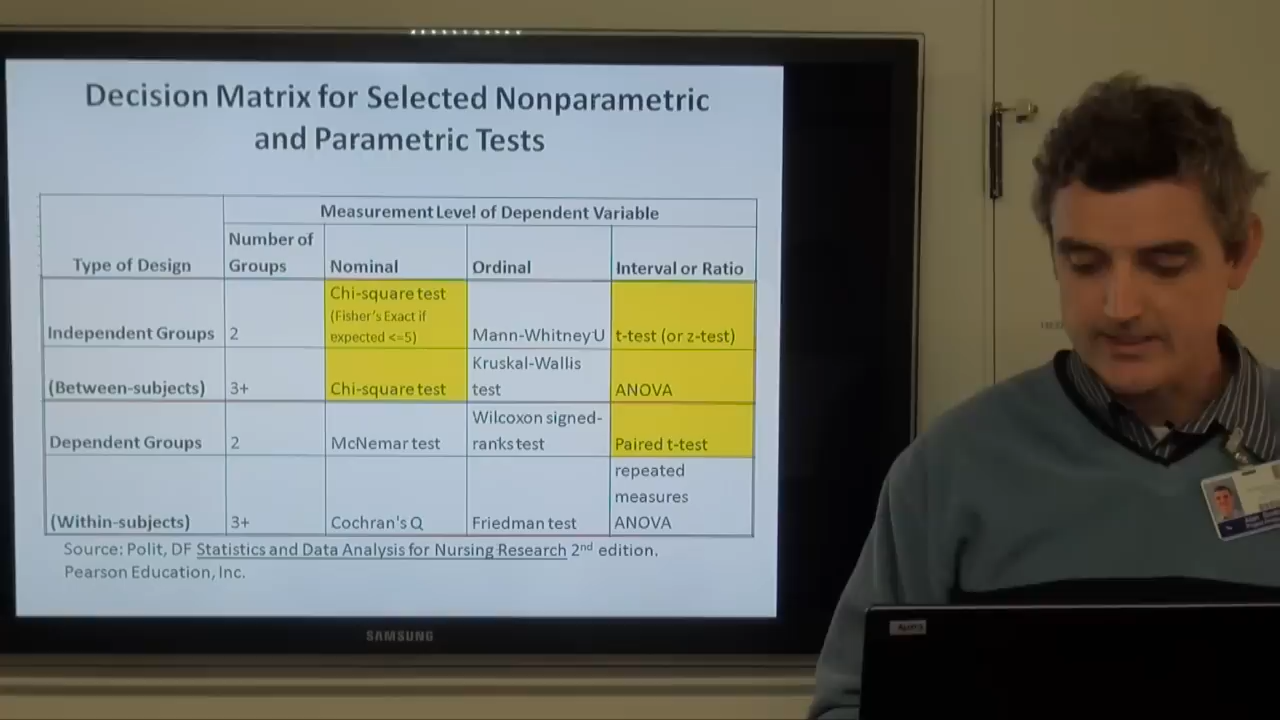 Decision Matrix for Selected Nonparametric
and Parametric Tests
Measurement Level of Dependent Variable
Type of Design
Number of
Groups
Nominal
Ordinal
Interval or Ratio
Independent Groups
2
Chi-square test
(Fisher's Exact if
expected <=5)
Mann-Whitney U
t-test (or z-test)
(Between-subjects)
3+
Chi-square test
Kruskal-Wallis
test
ANOVA
Dependent Groups
2
McNemar test
Wilcoxon signed-
ranks test
Paired t-test
(Within-subjects)
3+
Cochran's Q
Friedman test
repeated
measures
ANOVA
Source: Polit, DF Statistics and Data Analysis for Nursing Research 2nd edition.
Pearson Education, Inc.
SAMSUNG